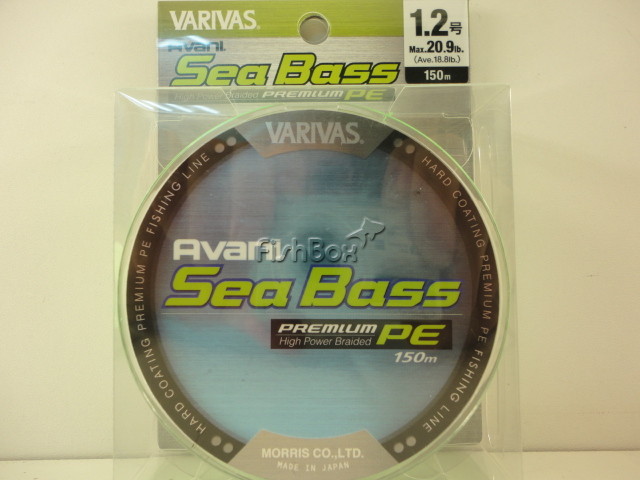 VARIVAS®
1.2号
Max.20.9lb.
(Ave.18.8lb.)
150m
Avani
Sea Bass
Braided PREMIUM PE
VARIVAS®
HARD COATING PREMIUM PE FISHING LINE
HARD COATING PREMIUM PE FISHING LINE
Avani
FishBox
Sea Bass
PREMIUM PE
High Power Braided
150m
MORRIS CO.,LTD.
MADE IN JAPAN